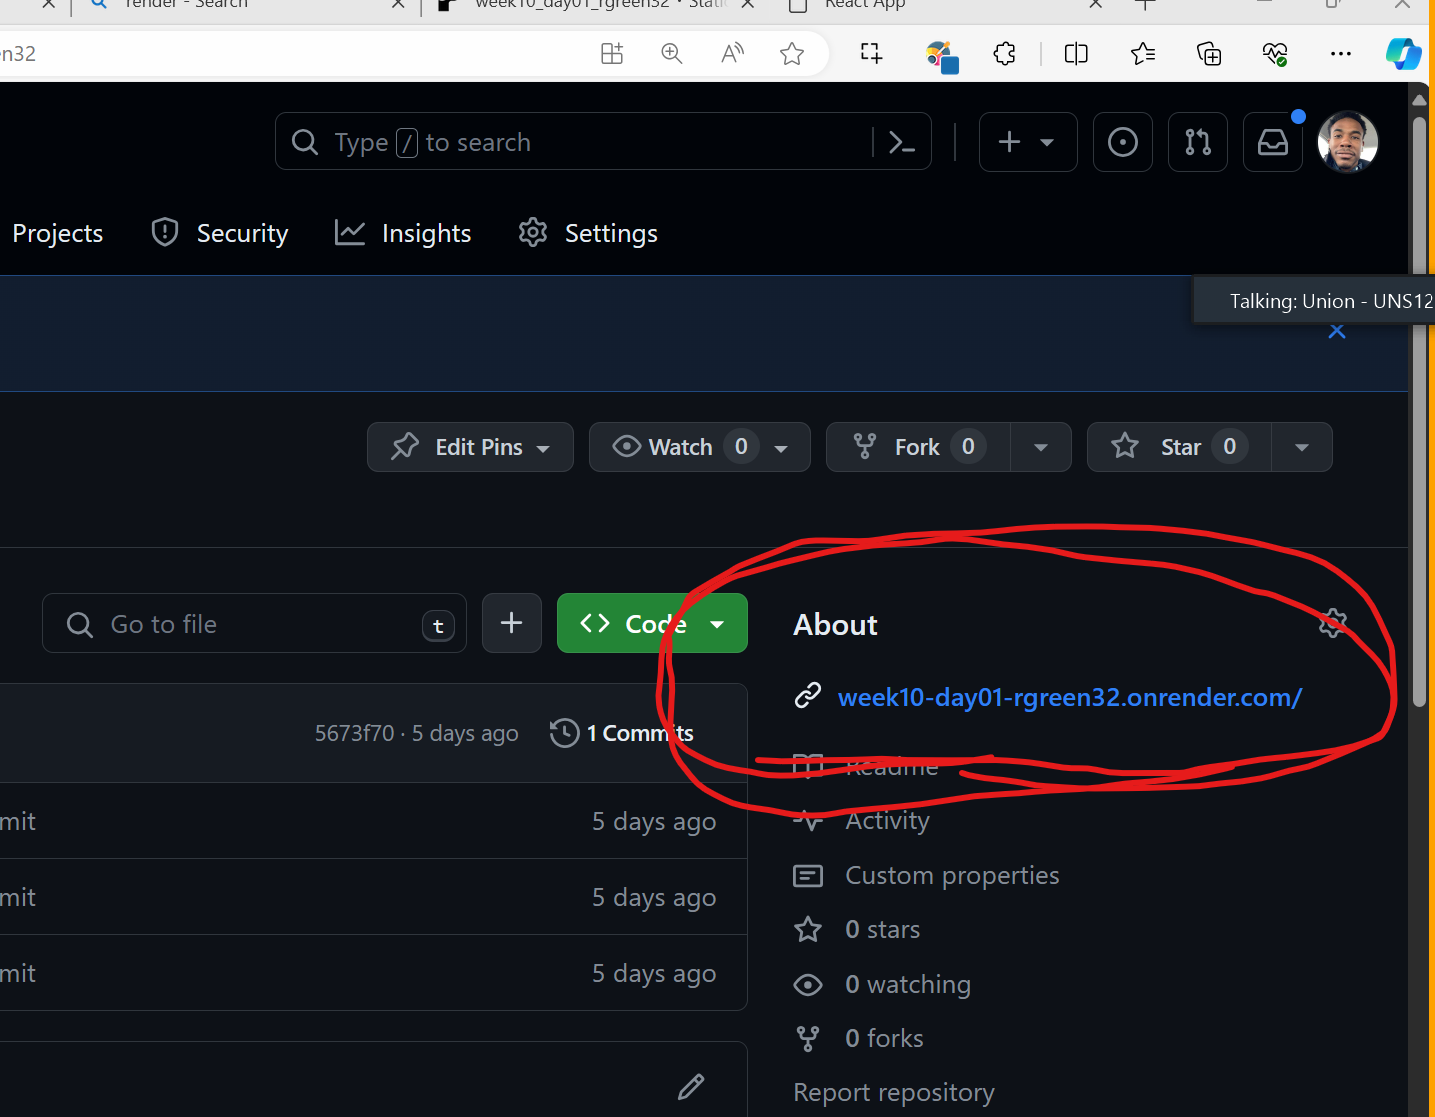 render - Search
week10_day01_rgreen32 · Static
React App
en32
Type / to search
Projects
Security
Insights
Settings
Talking: Union - UNS12
Edit Pins
Watch 0
Fork 0
Star 0
Go to file
t
Code
About
week10-day01-rgreen32.onrender.com/
5673f70 · 5 days ago
1 Commits
Readme
mit
5 days ago
Activity
Custom properties
mit
5 days ago
0 stars
mit
5 days ago
0 watching
0 forks
Report repository